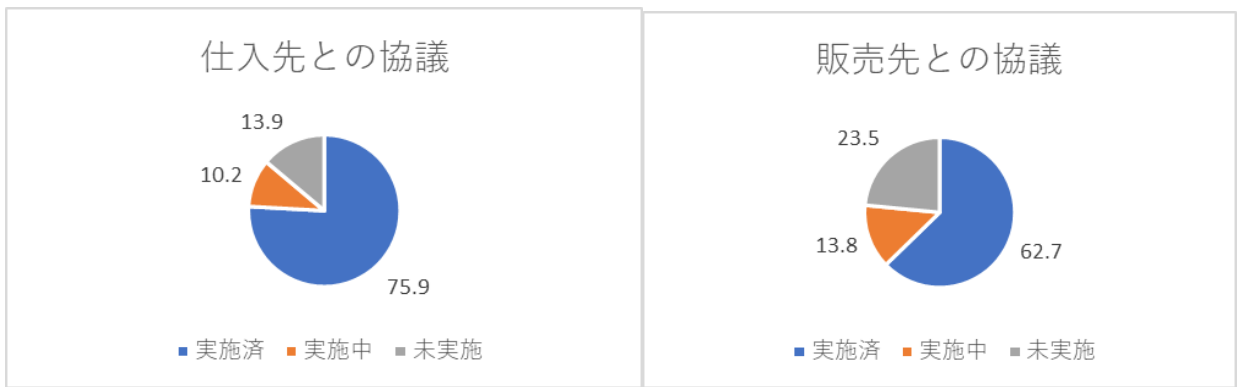 仕入先との協議
13.9
10.2
75.9
■ 実施済 ■ 実施中 ■ 未実施
販売先との協議
23.5
13.8
62.7
■ 実施済 ■ 実施中 ■ 未実施